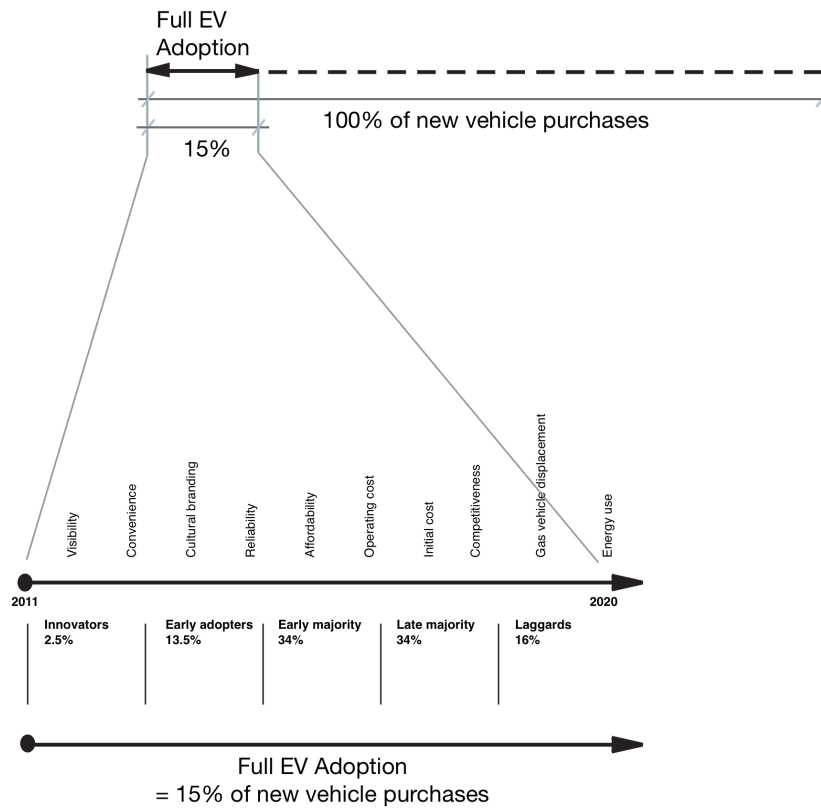 Full EV
Adoption
100% of new vehicle purchases
15%
Visibility
Convenience
Cultural branding
Reliability
Affordability
Operating cost
Initial cost
Competitiveness
Gas vehicle displacement
Energy use
2011
2020
Innovators
2.5%
Early adopters
13.5%
Early majority
34%
Late majority
34%
Laggards
16%
Full EV Adoption
= 15% of new vehicle purchases